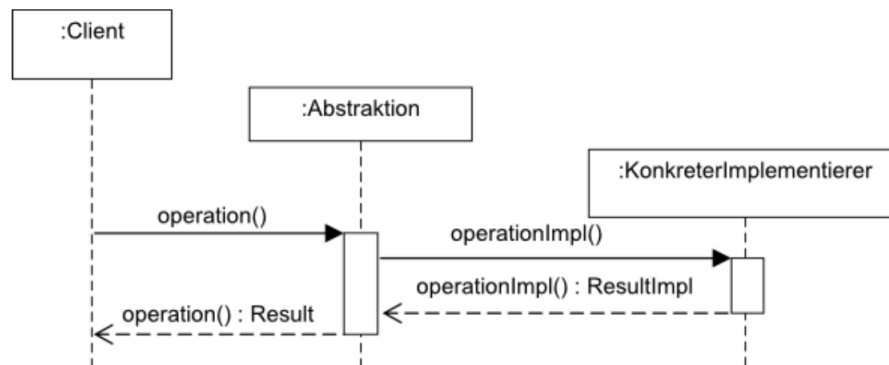 :Client
:Abstraktion
:KonkreterImplementierer
operation()
operationImpl()
operationImpl() : ResultImpl
operation() : Result